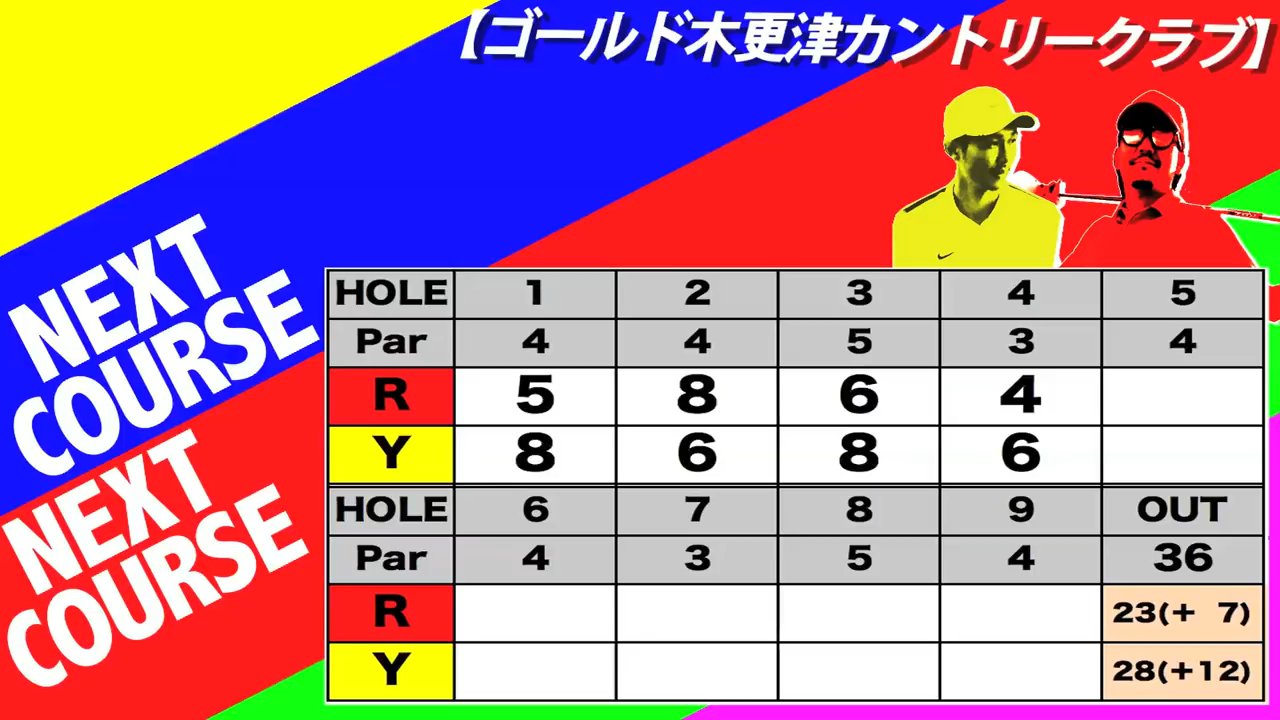 【ゴールド木更津カントリークラブ】
NEXT
COURSE
NEXT
COURSE
HOLE 1 2 3 4 5
Par 4 4 5 3 4
R 5 8 6 4
Y 8 6 8 6
HOLE 6 7 8 9 OUT
Par 4 3 5 4 36
R 23(+ 7)
Y 28(+12)